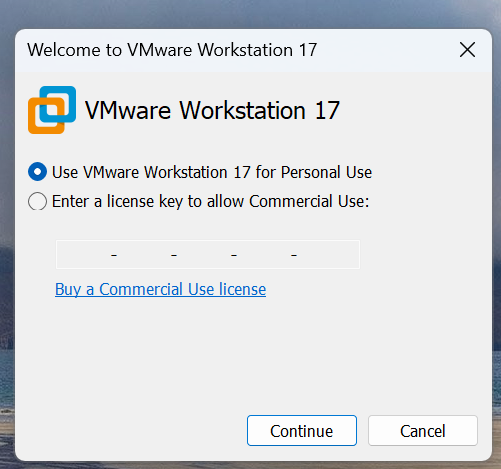 Welcome to VMware Workstation 17
VMware Workstation 17
Use VMware Workstation 17 for Personal Use
Enter a license key to allow Commercial Use:
- - - -
Buy a Commercial Use license
Continue Cancel